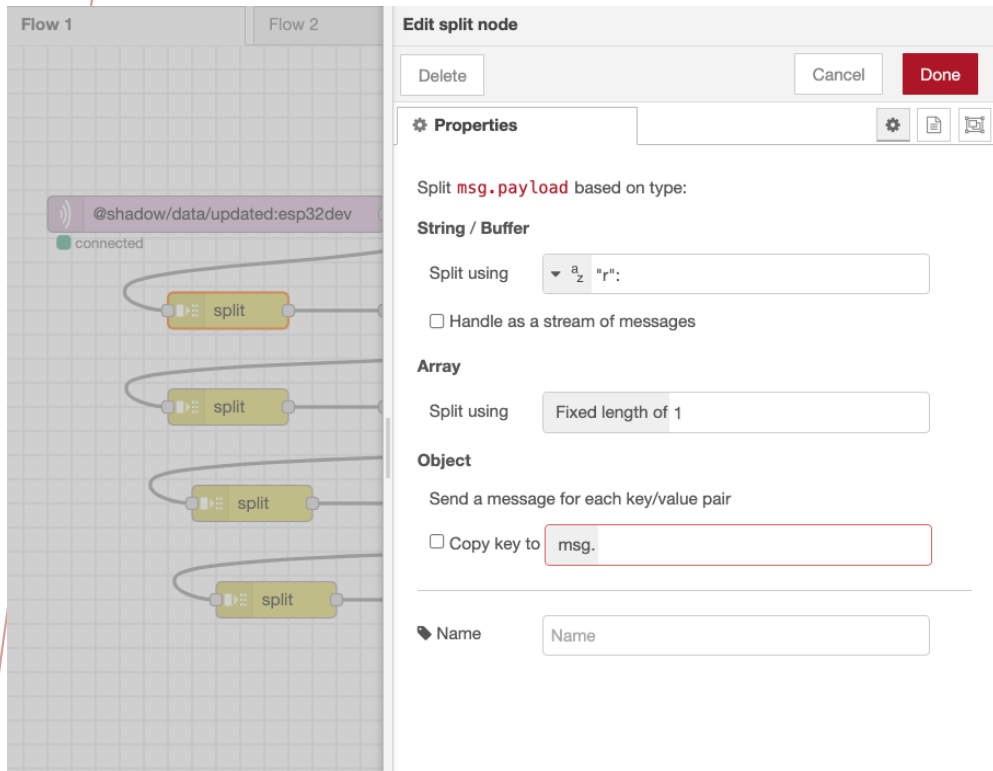 Flow 1
Flow 2
@shadow/data/updated:esp32dev
connected
split
split
split
split
Edit split node
Delete
Cancel
Done
Properties
Split msg.payload based on type:
String / Buffer
Split using
az "r":
Handle as a stream of messages
Array
Split using
Fixed length of 1
Object
Send a message for each key/value pair
Copy key to msg.
Name
Name